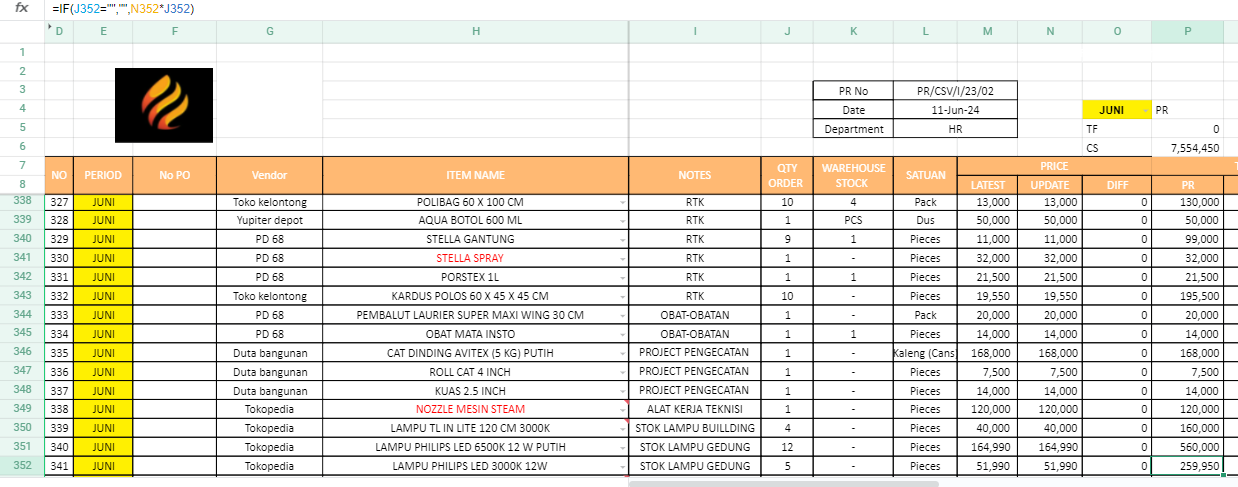 fx =IF(J352="","",N352*J352)
D E F G H I J K L M N O P
1
2
3 PR No PR/CSV/I/23/02
4 Date 11-Jun-24 JUNI PR
5 Department HR TF 0
6 CS 7,554,450
7 NO PERIOD No PO Vendor ITEM NAME NOTES QTY ORDER WAREHOUSE STOCK SATUAN PRICE
8 LATEST UPDATE DIFF PR
338 327 JUNI Toko kelontong POLIBAG 60 X 100 CM RTK 10 4 Pack 13,000 13,000 0 130,000
339 328 JUNI Yupiter depot AQUA BOTOL 600 ML RTK 1 PCS Dus 50,000 50,000 0 50,000
340 329 JUNI PD 68 STELLA GANTUNG RTK 9 1 Pieces 11,000 11,000 0 99,000
341 330 JUNI PD 68 STELLA SPRAY RTK 1 - Pieces 32,000 32,000 0 32,000
342 331 JUNI PD 68 PORSTEX 1L RTK 1 1 Pieces 21,500 21,500 0 21,500
343 332 JUNI Toko kelontong KARDUS POLOS 60 X 45 X 45 CM RTK 10 - Pieces 19,550 19,550 0 195,500
344 333 JUNI PD 68 PEMBALUT LAURIER SUPER MAXI WING 30 CM OBAT-OBATAN 1 - Pack 20,000 20,000 0 20,000
345 334 JUNI PD 68 OBAT MATA INSTO OBAT-OBATAN 1 1 Pieces 14,000 14,000 0 14,000
346 335 JUNI Duta bangunan CAT DINDING AVITEX (5 KG) PUTIH PROJECT PENGECATAN 1 - Kaleng (Cans) 168,000 168,000 0 168,000
347 336 JUNI Duta bangunan ROLL CAT 4 INCH PROJECT PENGECATAN 1 - Pieces 7,500 7,500 0 7,500
348 337 JUNI Duta bangunan KUAS 2.5 INCH PROJECT PENGECATAN 1 - Pieces 14,000 14,000 0 14,000
349 338 JUNI Tokopedia NOZZLE MESIN STEAM ALAT KERJA TEKNISI 1 - Pieces 120,000 120,000 0 120,000
350 339 JUNI Tokopedia LAMPU TL IN LITE 120 CM 3000K STOK LAMPU BUILLDING 4 - Pieces 40,000 40,000 0 160,000
351 340 JUNI Tokopedia LAMPU PHILIPS LED 6500K 12 W PUTIH STOK LAMPU GEDUNG 12 - Pieces 164,990 164,990 0 560,000
352 341 JUNI Tokopedia LAMPU PHILIPS LED 3000K 12W STOK LAMPU GEDUNG 5 - Pieces 51,990 51,990 0 259,950